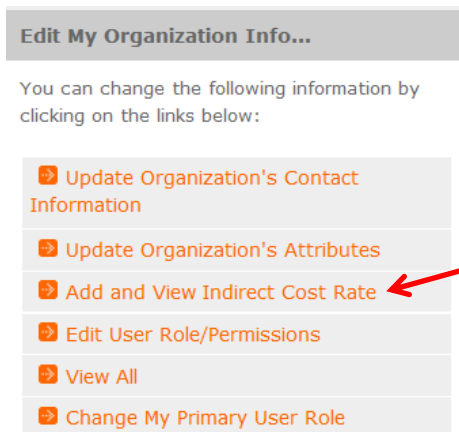 Edit My Organization Info...
You can change the following information by
clicking on the links below:
Update Organization's Contact
Information
Update Organization's Attributes
Add and View Indirect Cost Rate
Edit User Role/Permissions
View All
Change My Primary User Role